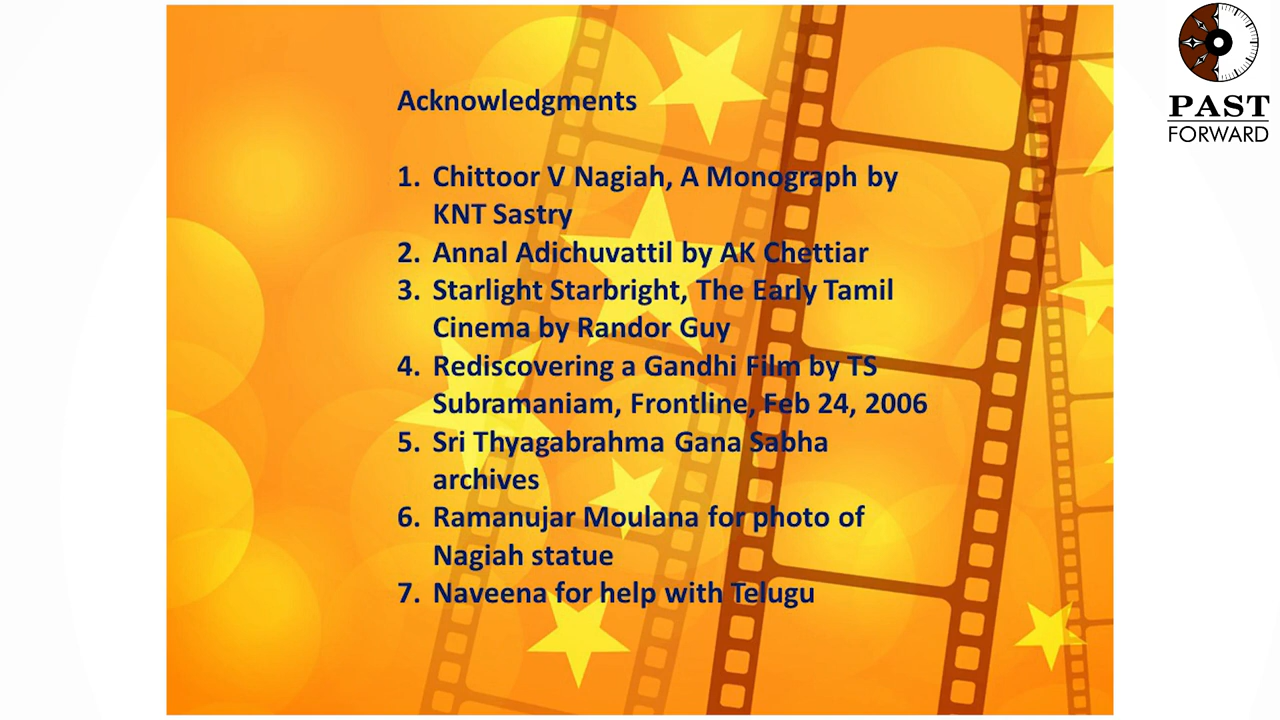 Acknowledgments
1. Chittoor V Nagiah, A Monograph by
KNT Sastry
2. Annal Adichuvattil by AK Chettiar
3. Starlight Starbright, The Early Tamil
Cinema by Randor Guy
4. Rediscovering a Gandhi Film by TS
Subramaniam, Frontline, Feb 24, 2006
5. Sri Thyagabrahma Gana Sabha
archives
6. Ramanujar Moulana for photo of
Nagiah statue
7. Naveena for help with Telugu
PAST
FORWARD